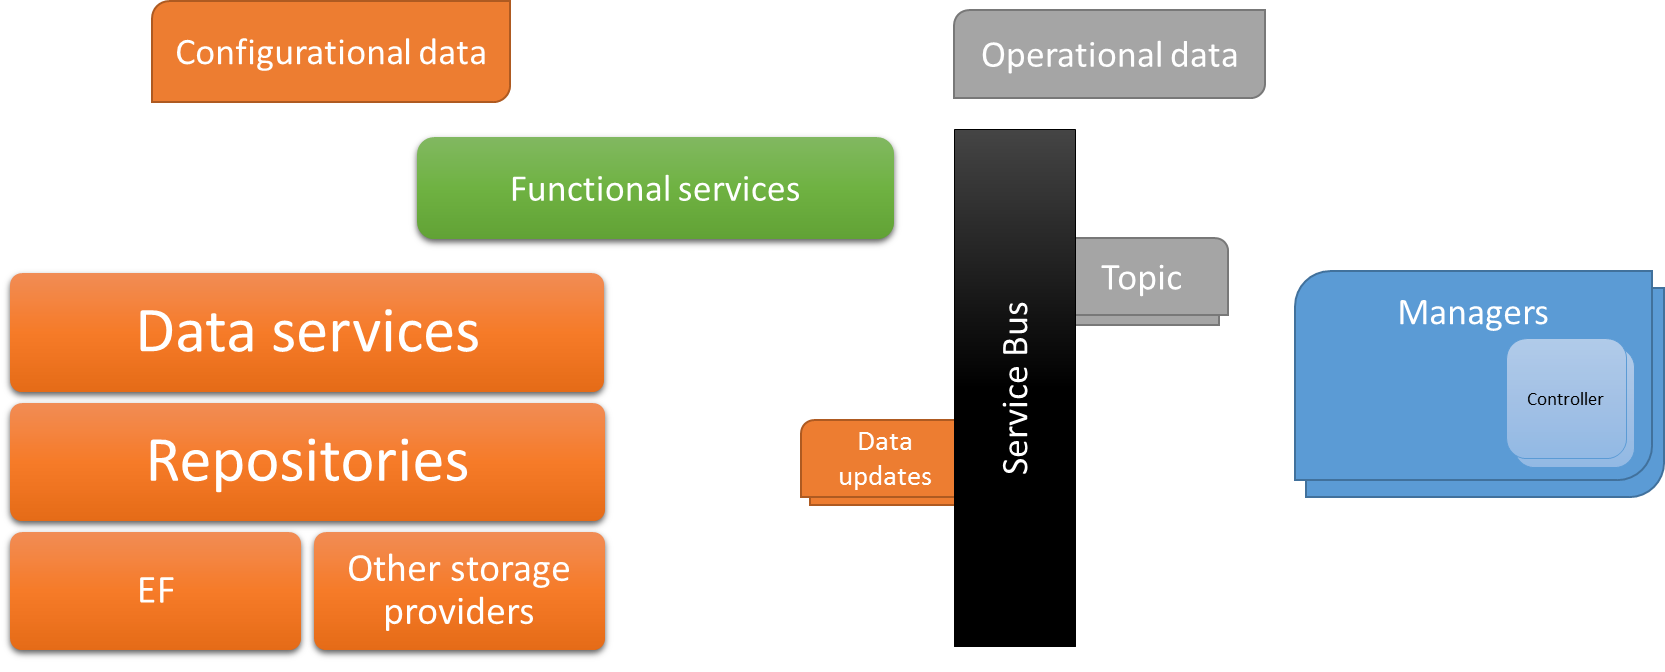 Configurational data
Operational data
Functional services
Topic
Data services
Managers
Controller
Service Bus
Repositories
Data
updates
EF
Other storage
providers